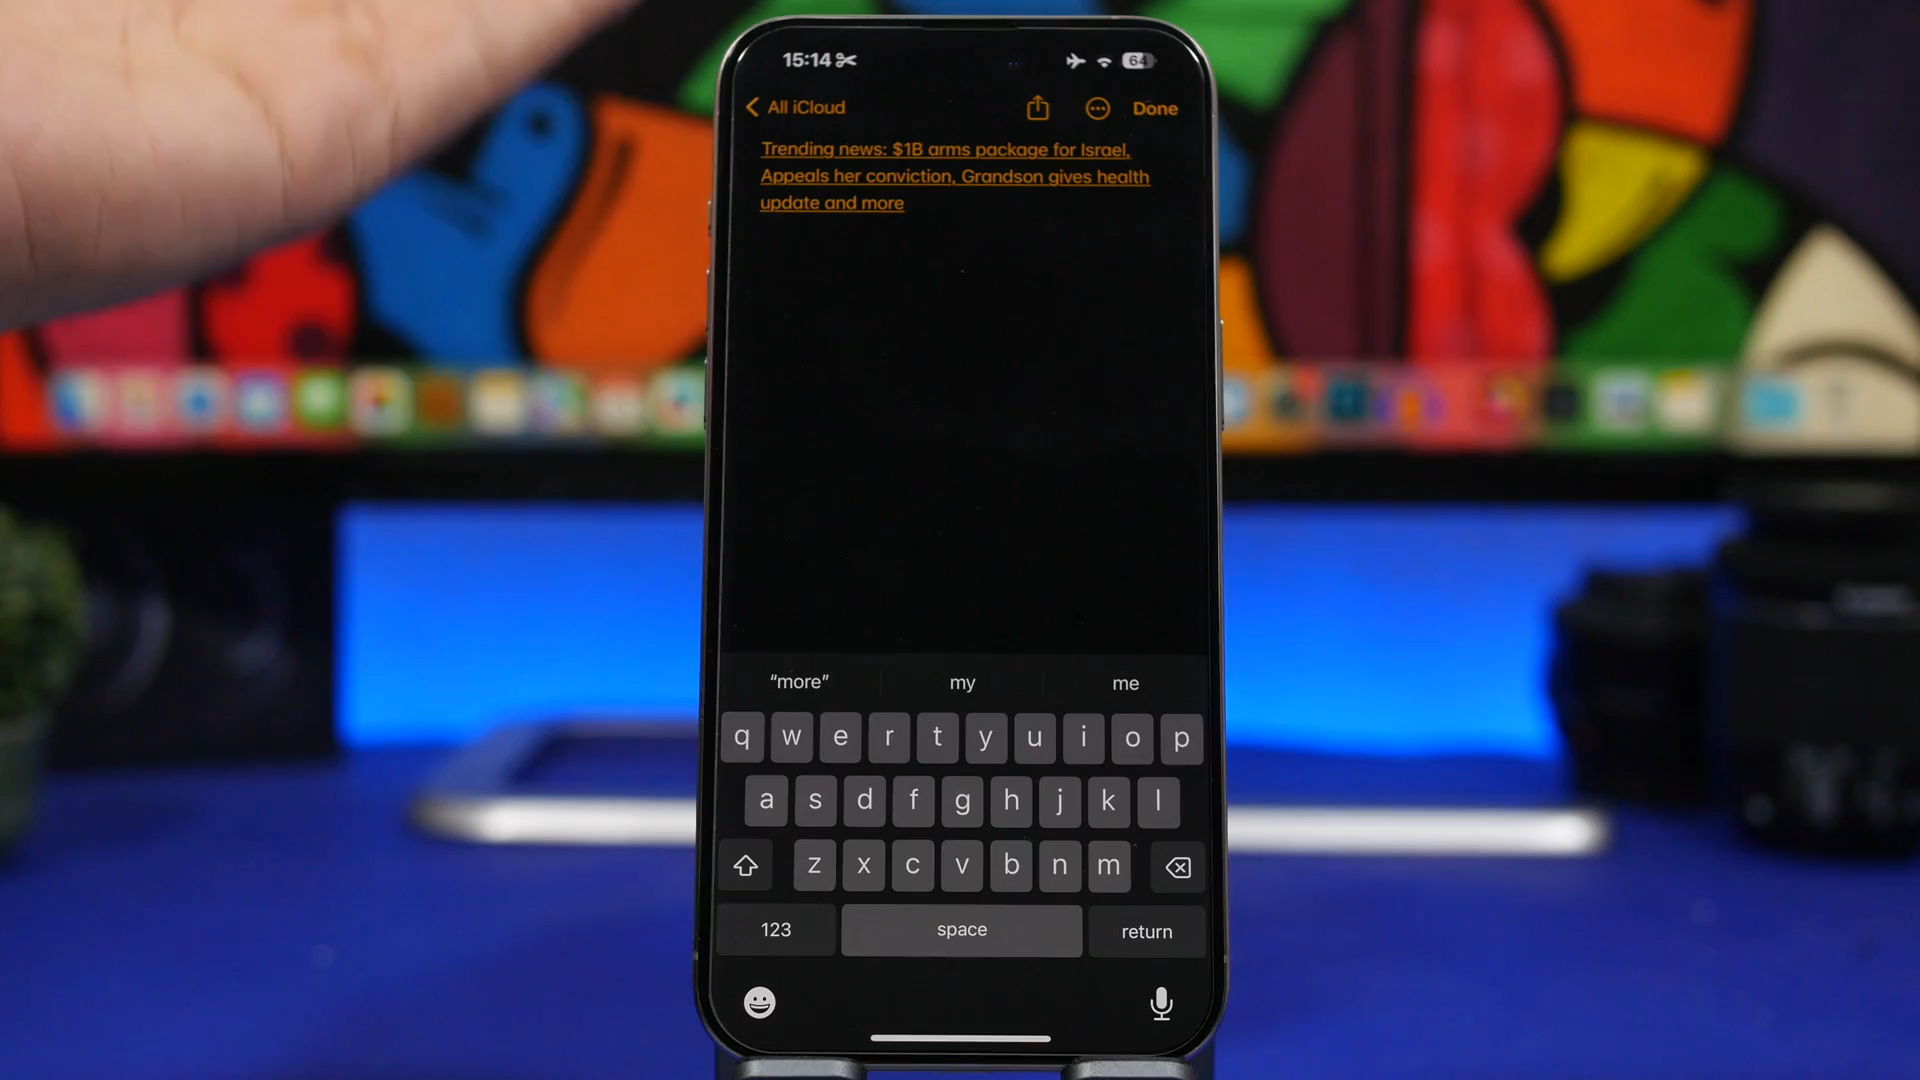 15:14
64
All iCloud
Done
Trending news: $1B arms package for Israel,
Appeals her conviction, Grandson gives health
update and more
“more” my me
q w e r t y u i o p
a s d f g h j k l
z x c v b n m
123 space return